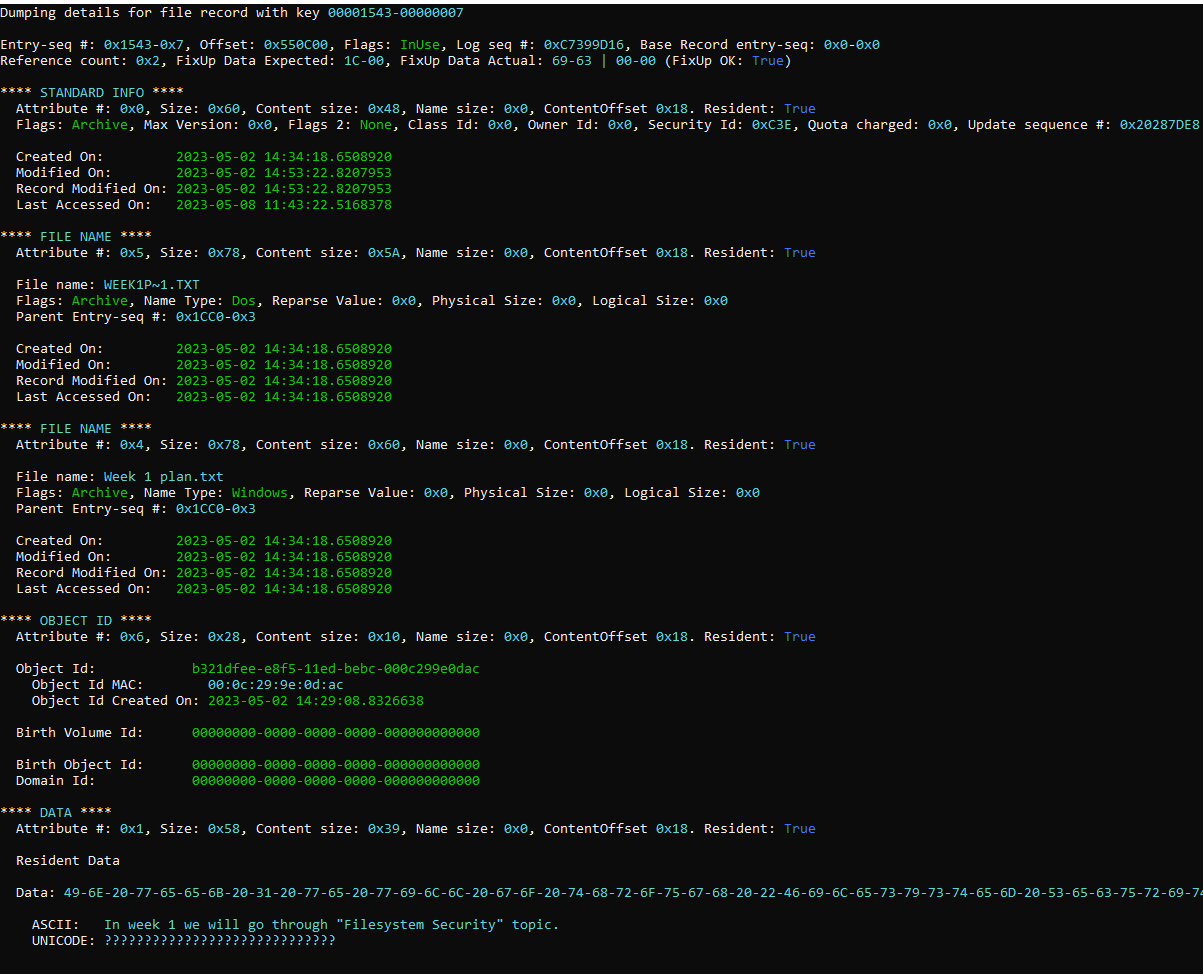 Dumping details for file record with key 00001543-00000007
Entry-seq #: 0x1543-0x7, Offset: 0x550C00, Flags: InUse, Log seq #: 0xC7399D16, Base Record entry-seq: 0x0-0x0
Reference count: 0x2, FixUp Data Expected: 1C-00, FixUp Data Actual: 69-63 | 00-00 (FixUp OK: True)
**** STANDARD INFO ****
Attribute #: 0x0, Size: 0x60, Content size: 0x48, Name size: 0x0, ContentOffset 0x18. Resident: True
Flags: Archive, Max Version: 0x0, Flags 2: None, Class Id: 0x0, Owner Id: 0x0, Security Id: 0xC3E, Quota charged: 0x0, Update sequence #: 0x20287DE8
Created On: 2023-05-02 14:34:18.6508920
Modified On: 2023-05-02 14:53:22.8207953
Record Modified On: 2023-05-02 14:53:22.8207953
Last Accessed On: 2023-05-08 11:43:22.5168378
**** FILE NAME ****
Attribute #: 0x5, Size: 0x78, Content size: 0x5A, Name size: 0x0, ContentOffset 0x18. Resident: True
File name: WEEK1P~1.TXT
Flags: Archive, Name Type: Dos, Reparse Value: 0x0, Physical Size: 0x0, Logical Size: 0x0
Parent Entry-seq #: 0x1CC0-0x3
Created On: 2023-05-02 14:34:18.6508920
Modified On: 2023-05-02 14:34:18.6508920
Record Modified On: 2023-05-02 14:34:18.6508920
Last Accessed On: 2023-05-02 14:34:18.6508920
**** FILE NAME ****
Attribute #: 0x4, Size: 0x78, Content size: 0x60, Name size: 0x0, ContentOffset 0x18. Resident: True
File name: Week 1 plan.txt
Flags: Archive, Name Type: Windows, Reparse Value: 0x0, Physical Size: 0x0, Logical Size: 0x0
Parent Entry-seq #: 0x1CC0-0x3
Created On: 2023-05-02 14:34:18.6508920
Modified On: 2023-05-02 14:34:18.6508920
Record Modified On: 2023-05-02 14:34:18.6508920
Last Accessed On: 2023-05-02 14:34:18.6508920
**** OBJECT ID ****
Attribute #: 0x6, Size: 0x28, Content size: 0x10, Name size: 0x0, ContentOffset 0x18. Resident: True
Object Id: b321dfee-e8f5-11ed-bebc-000c299e0dac
Object Id MAC: 00:0c:29:9e:0d:ac
Object Id Created On: 2023-05-02 14:29:08.8326638
Birth Volume Id: 00000000-0000-0000-0000-000000000000
Birth Object Id: 00000000-0000-0000-0000-000000000000
Domain Id: 00000000-0000-0000-0000-000000000000
**** DATA ****
Attribute #: 0x1, Size: 0x58, Content size: 0x39, Name size: 0x0, ContentOffset 0x18. Resident: True
Resident Data
Data: 49-6E-20-77-65-65-6B-20-31-20-77-65-20-77-69-6C-6C-20-67-6F-20-74-68-72-6F-75-67-68-20-22-46-69-6C-65-73-79-73-74-65-6D-20-53-65-63-75-72-69-74
ASCII: In week 1 we will go through "Filesystem Security" topic.
UNICODE: ?????????????????????????????